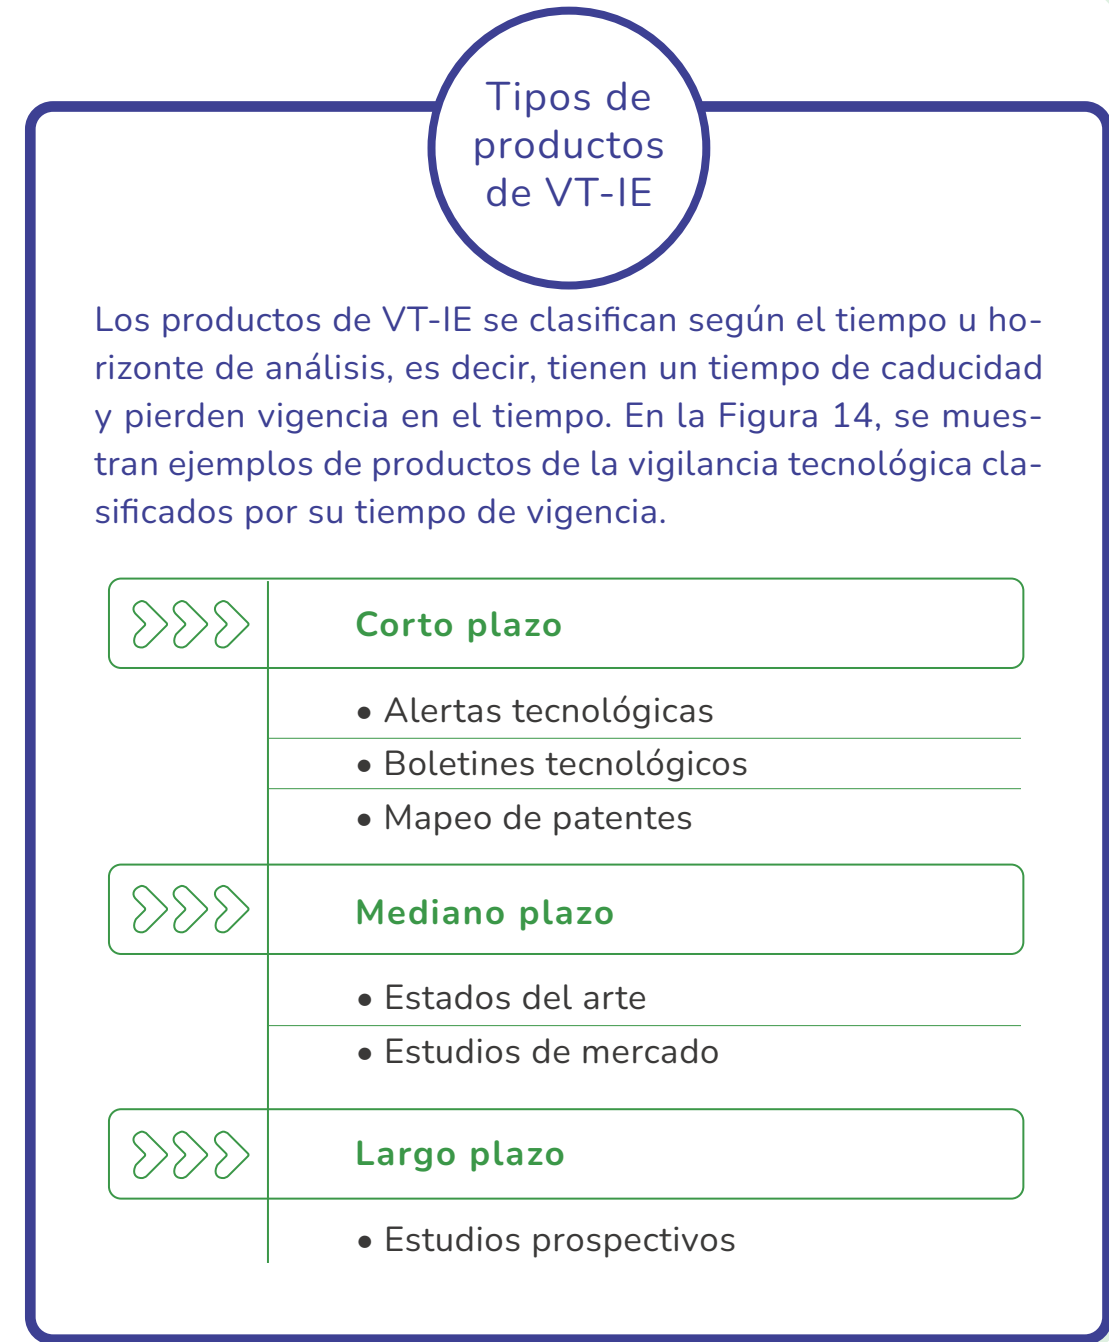 Tipos de
productos
de VT-IE
Los productos de VT-IE se clasifican según el tiempo u ho-
rizonte de análisis, es decir, tienen un tiempo de caducidad
y pierden vigencia en el tiempo. En la Figura 14, se mues-
tran ejemplos de productos de la vigilancia tecnológica cla-
sificados por su tiempo de vigencia.
Corto plazo
• Alertas tecnológicas
• Boletines tecnológicos
• Mapeo de patentes
Mediano plazo
• Estados del arte
• Estudios de mercado
Largo plazo
• Estudios prospectivos